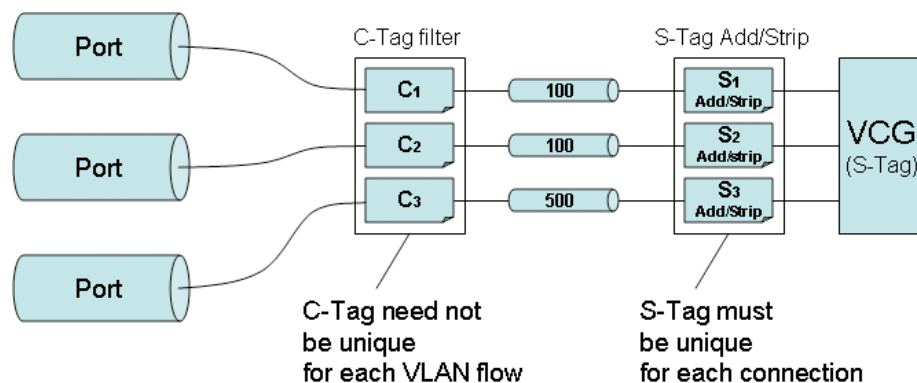 Port
Port
Port
C-Tag filter
C1
C2
C3
100
100
500
S-Tag Add/Strip
S1
Add/Strip
S2
Add/strip
S3
Add/Strip
VCG
(S-Tag)
C-Tag need not
be unique
for each VLAN flow
S-Tag must
be unique
for each connection